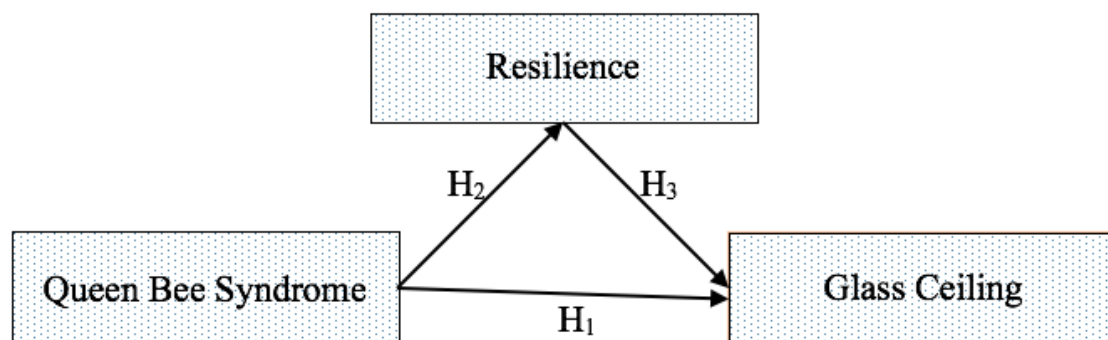 Resilience
H₂
H₃
Queen Bee Syndrome
Glass Ceiling
H₁